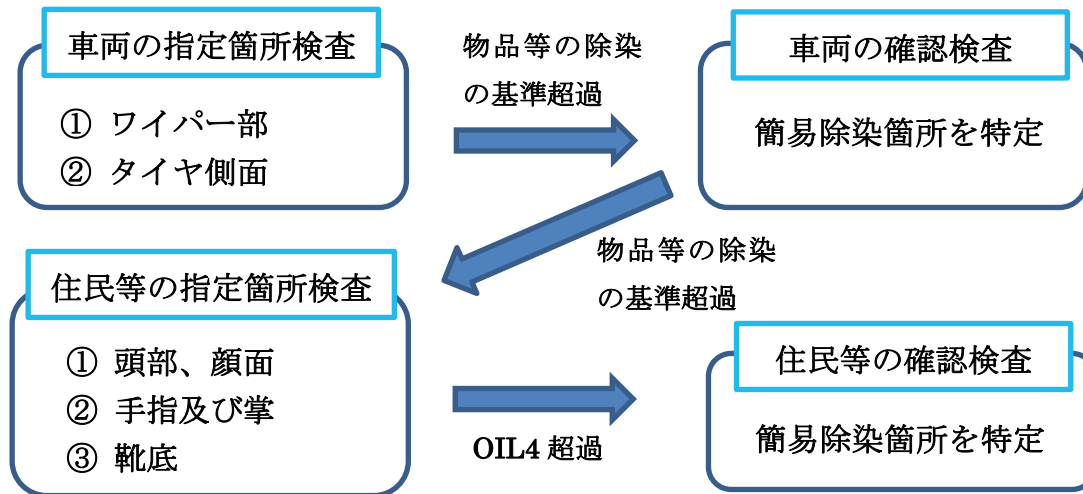 車両の指定箇所検査
① ワイパー部
② タイヤ側面
物品等の除染
の基準超過
車両の確認検査
簡易除染箇所を特定
物品等の除染
の基準超過
住民等の指定箇所検査
① 頭部、顔面
② 手指及び掌
③ 靴底
OIL4 超過
住民等の確認検査
簡易除染箇所を特定